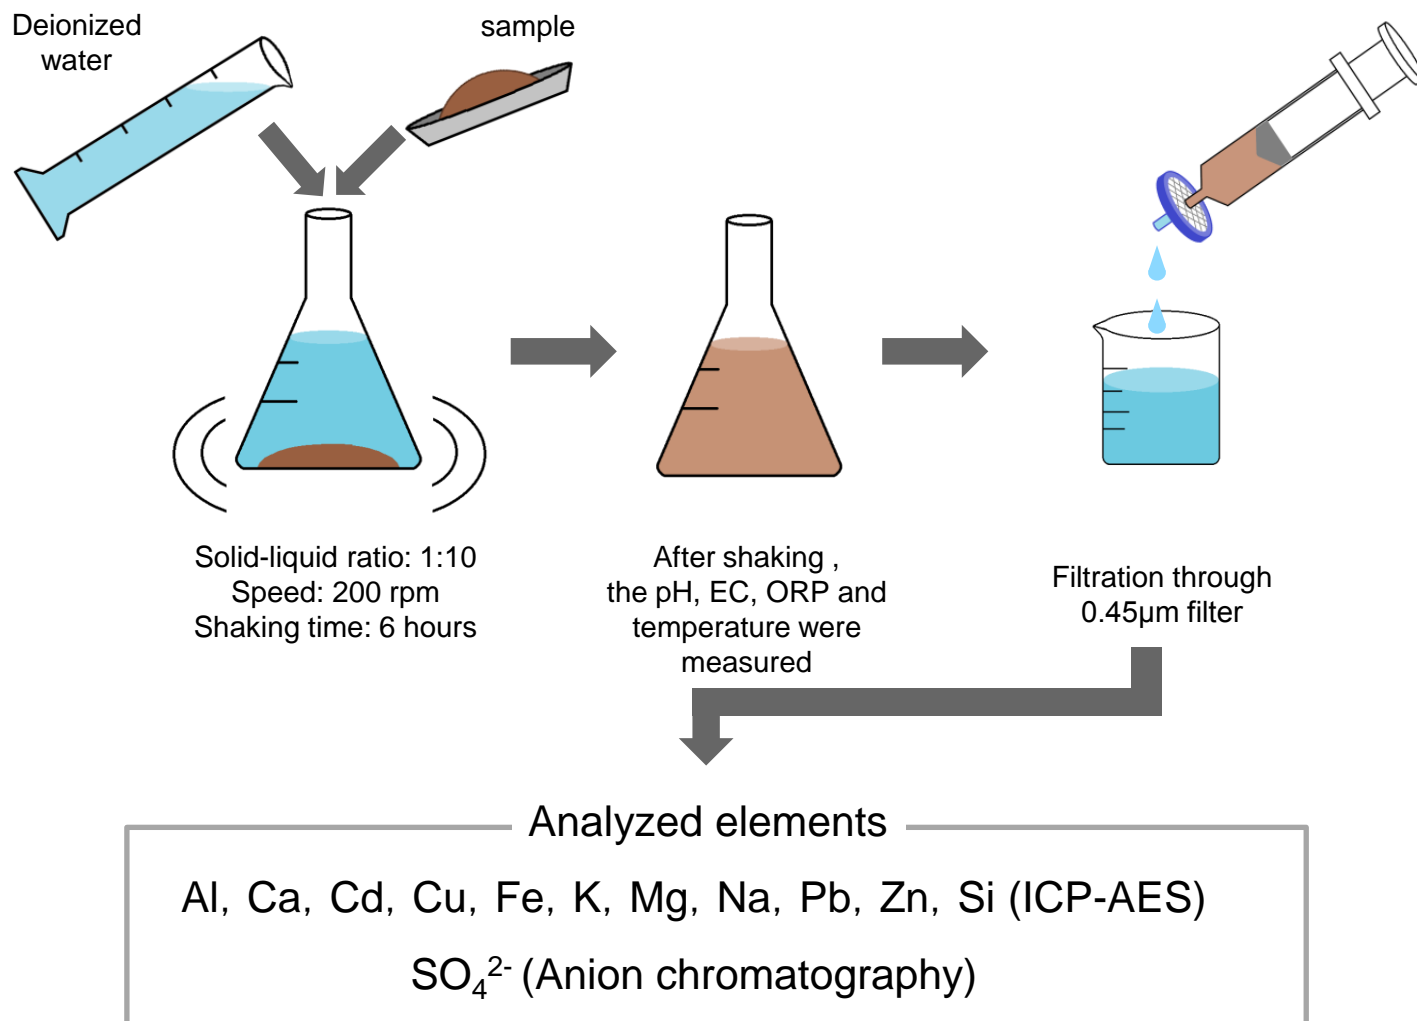 Deionized
water
sample
Solid-liquid ratio: 1:10
Speed: 200 rpm
Shaking time: 6 hours
After shaking ,
the pH, EC, ORP and
temperature were
measured
Filtration through
0.45µm filter
Analyzed elements
Al, Ca, Cd, Cu, Fe, K, Mg, Na, Pb, Zn, Si (ICP-AES)
SO₄²⁻ (Anion chromatography)